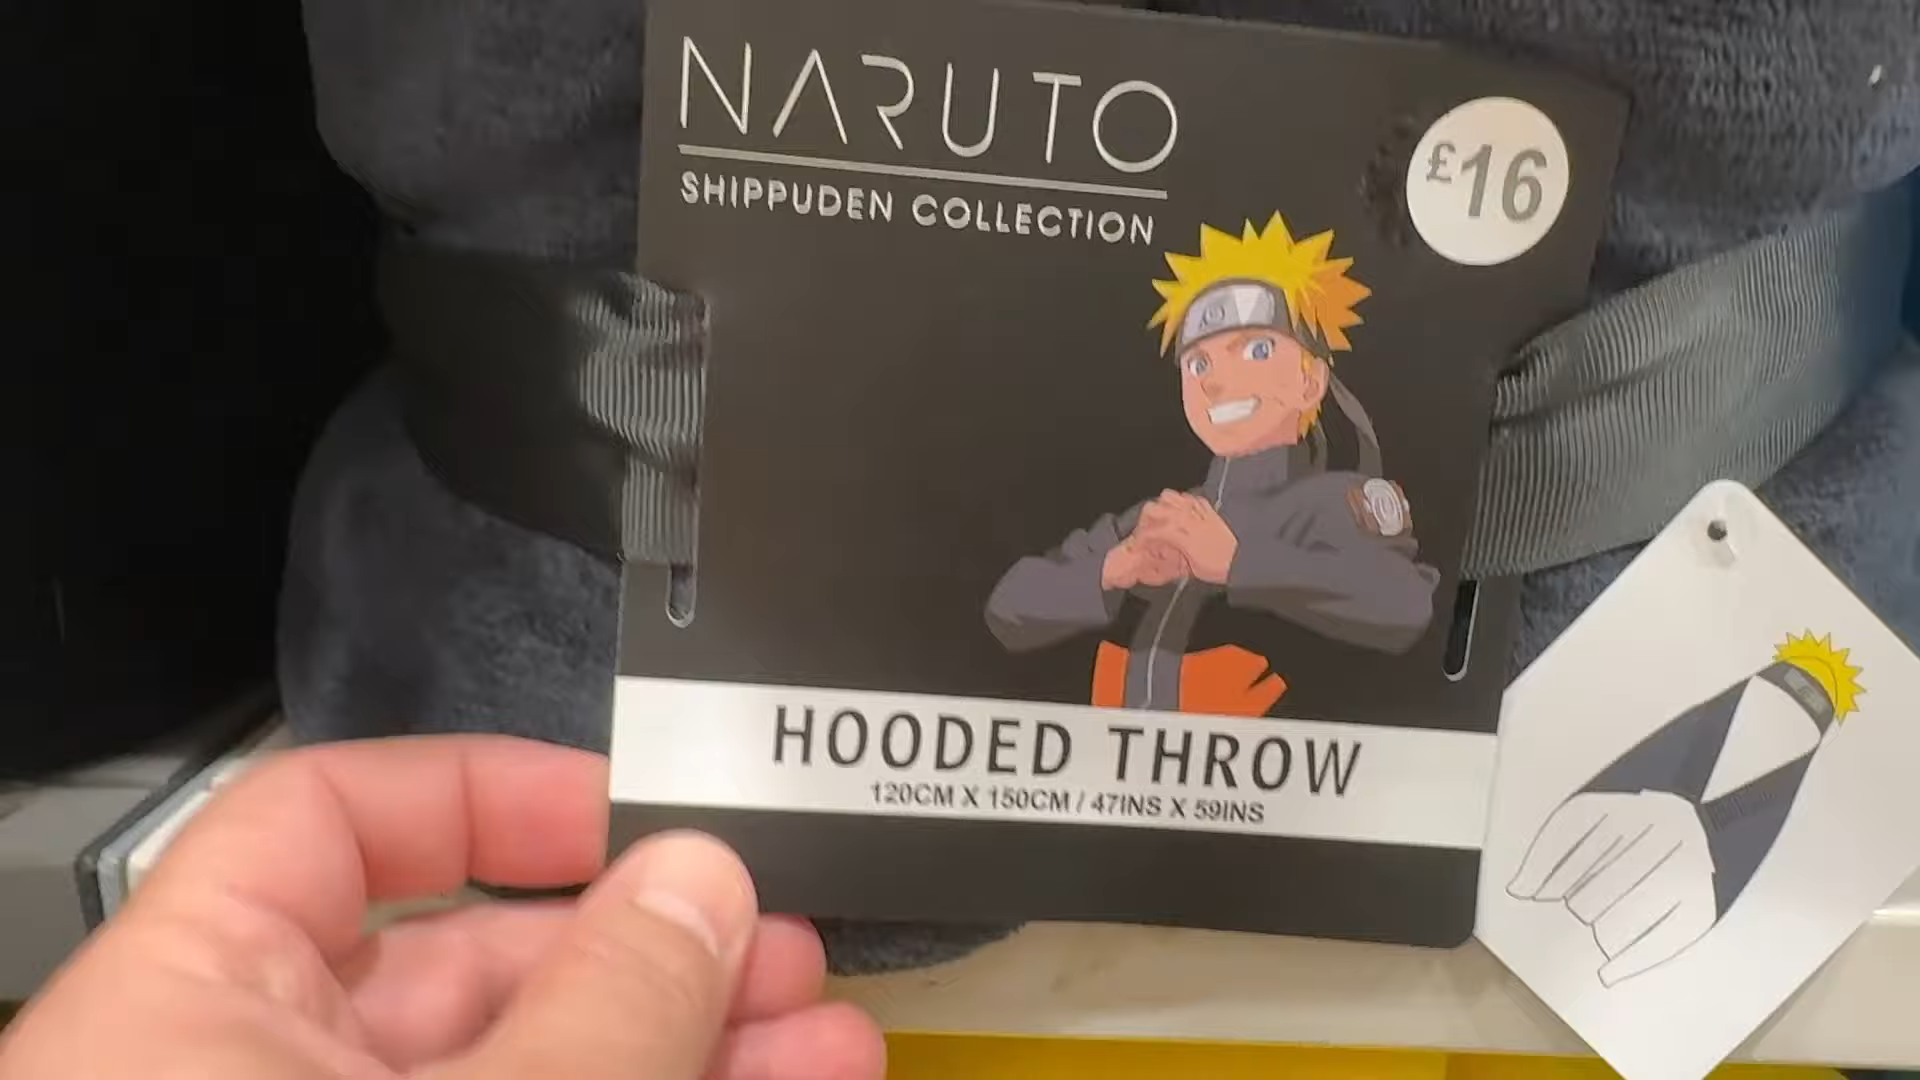 NARUTO
SHIPPUDEN COLLECTION
£16
HOODED THROW
120CM X 150CM / 47INS X 59INS